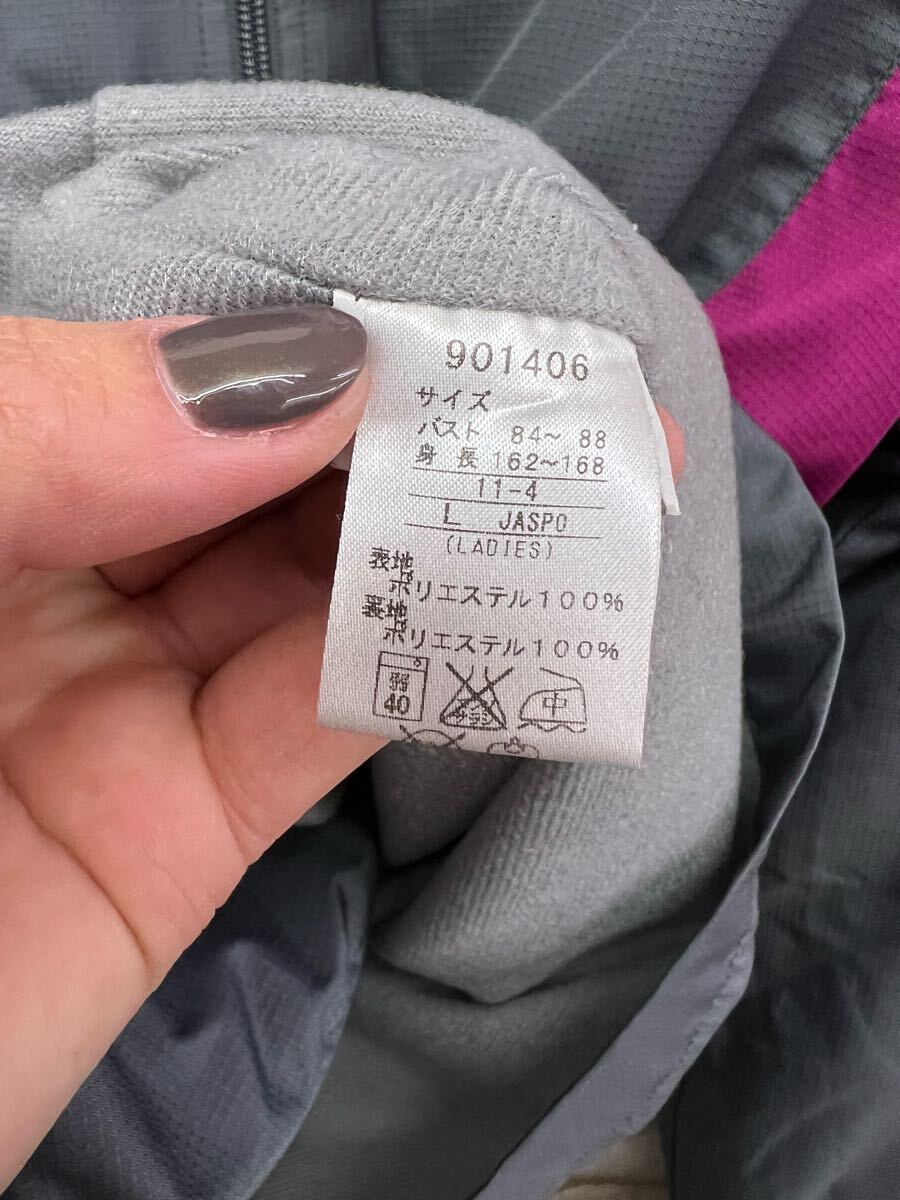 901406
サイズ
バスト 84～88
身長 162～168
11-4
L JASPO
(LADIES)
表地
ポリエステル100%
裏地
ポリエステル100%
弱
40
中